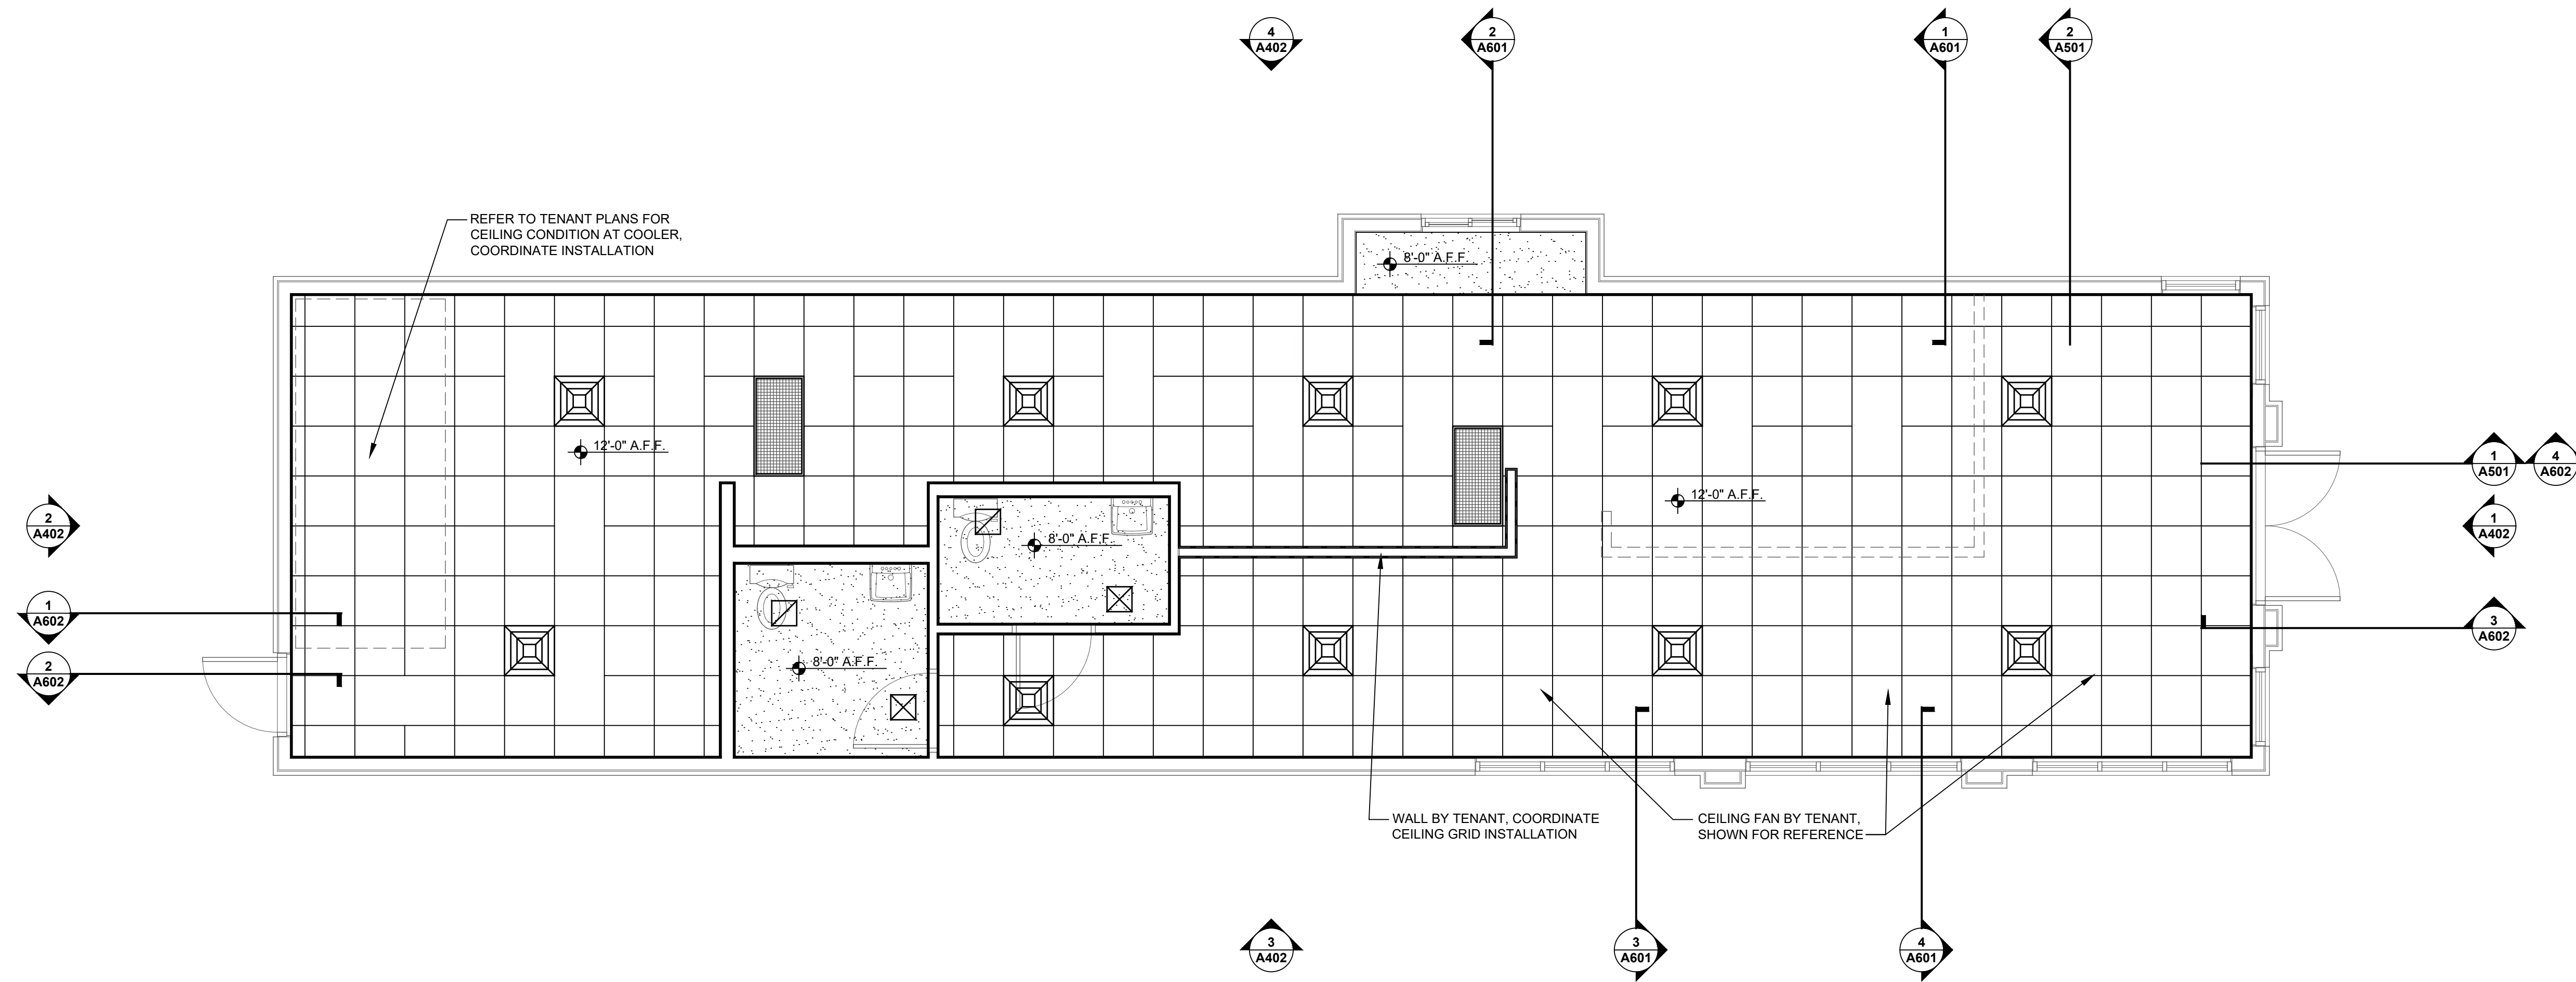 4
A402
2
A601
1
A601
2
A501
REFER TO TENANT PLANS FOR
CEILING CONDITION AT COOLER,
COORDINATE INSTALLATION
8'-0" A.F.F.
12'-0" A.F.F.
1
A501
4
A602
12'-0" A.F.F.
2
A402
1
A402
8'-0" A.F.F.
1
A602
3
A602
8'-0" A.F.F.
2
A602
WALL BY TENANT, COORDINATE
CEILING GRID INSTALLATION
CEILING FAN BY TENANT,
SHOWN FOR REFERENCE
3
A402
3
A601
4
A601